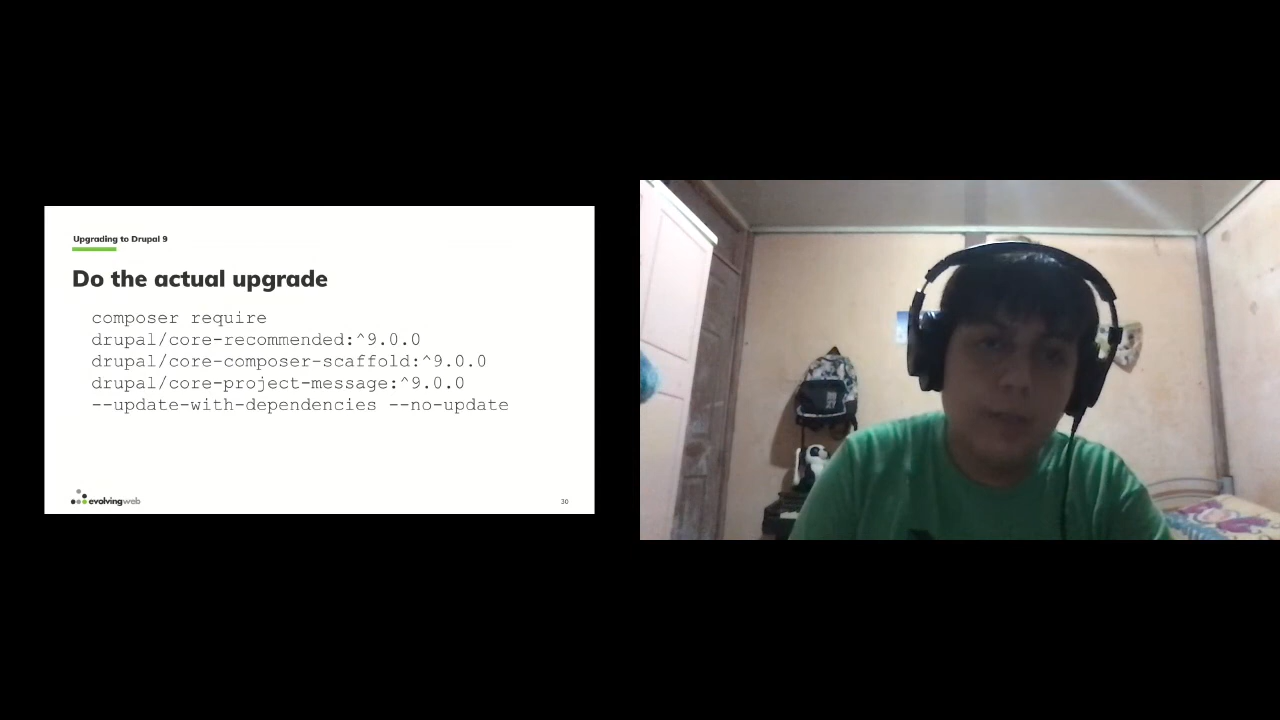 Upgrading to Drupal 9
Do the actual upgrade
composer require
drupal/core-recommended:^9.0.0
drupal/core-composer-scaffold:^9.0.0
drupal/core-project-message:^9.0.0
--update-with-dependencies --no-update
evolvingweb
30